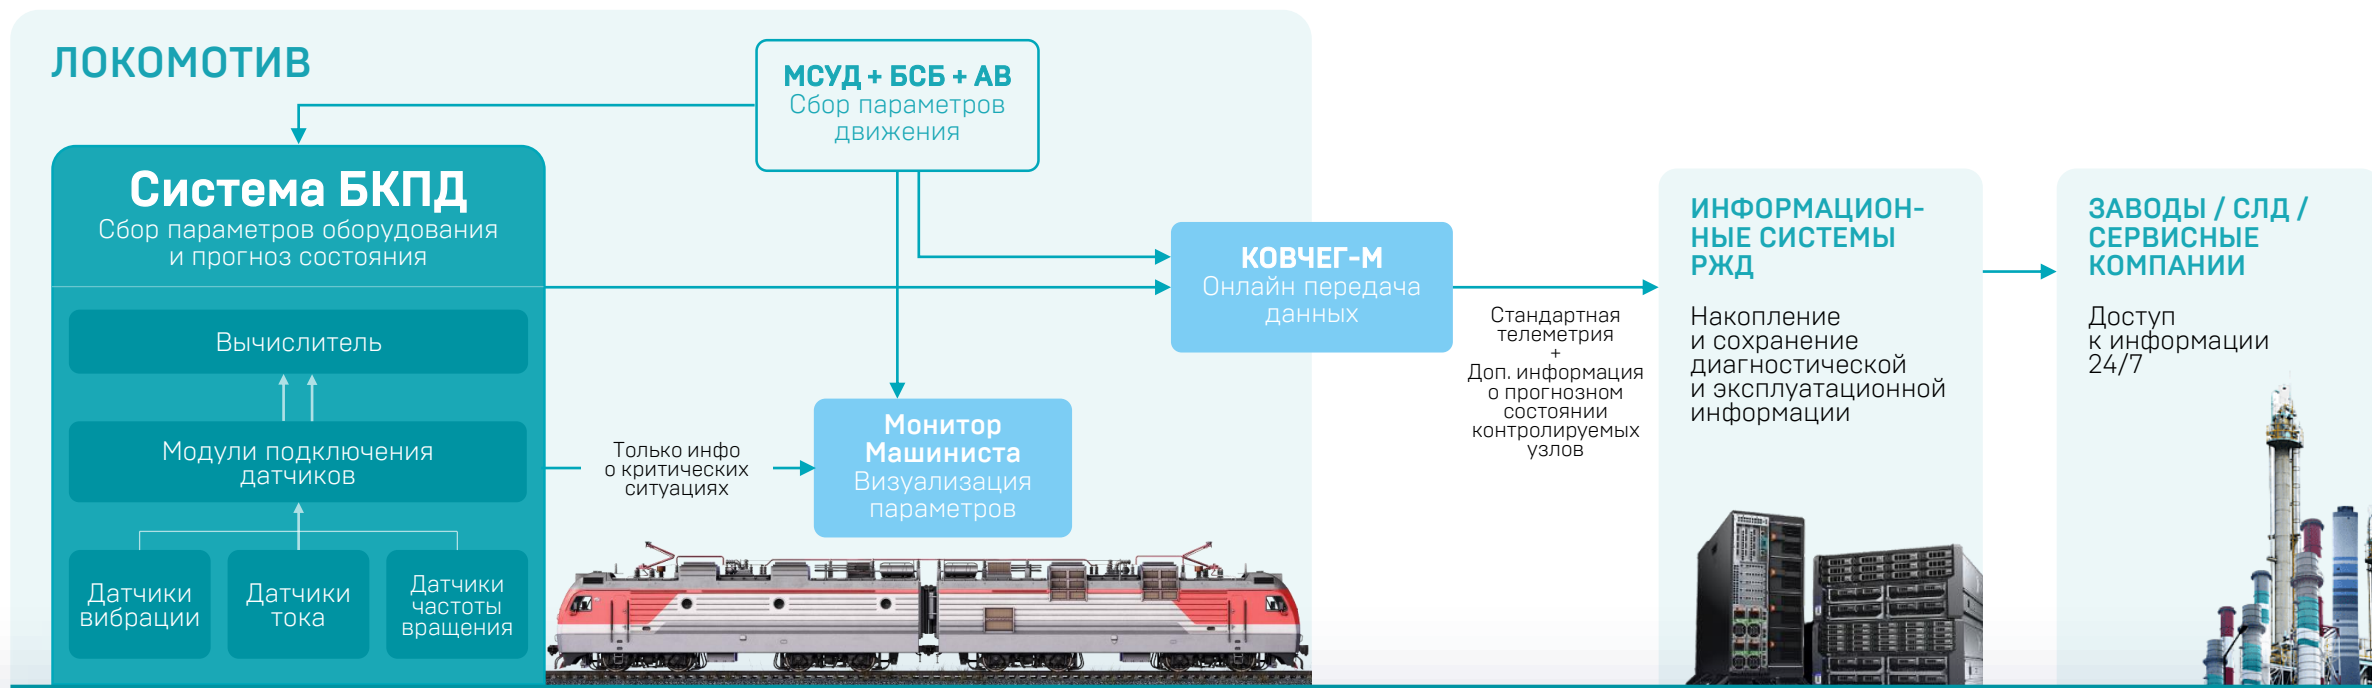 ЛОКОМОТИВ
МСУД + БСБ + АВ
Сбор параметров
движения
Система БКПД
Сбор параметров оборудования
и прогноз состояния
Вычислитель
Модули подключения
датчиков
Датчики
вибрации
Датчики
тока
Датчики
частоты
вращения
Только инфо
о критических
ситуациях
Монитор
Машиниста
Визуализация
параметров
КОВЧЕГ-М
Онлайн передача
данных
Стандартная
телеметрия
+
Доп. информация
о прогнозном
состоянии
контролируемых
узлов
ИНФОРМАЦИОН-
НЫЕ СИСТЕМЫ
РЖД
Накопление
и сохранение
диагностической
и эксплуатационной
информации
ЗАВОДЫ / СЛД /
СЕРВИСНЫЕ
КОМПАНИИ
Доступ
к информации
24/7